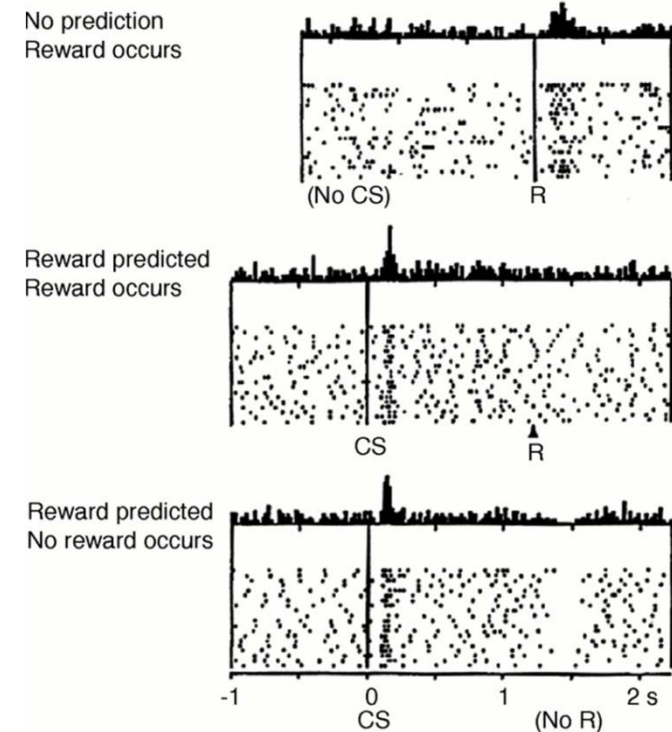 No prediction
Reward occurs
(No CS)
R
Reward predicted
Reward occurs
CS
R
Reward predicted
No reward occurs
-1 0 1 2 s
CS (No R)